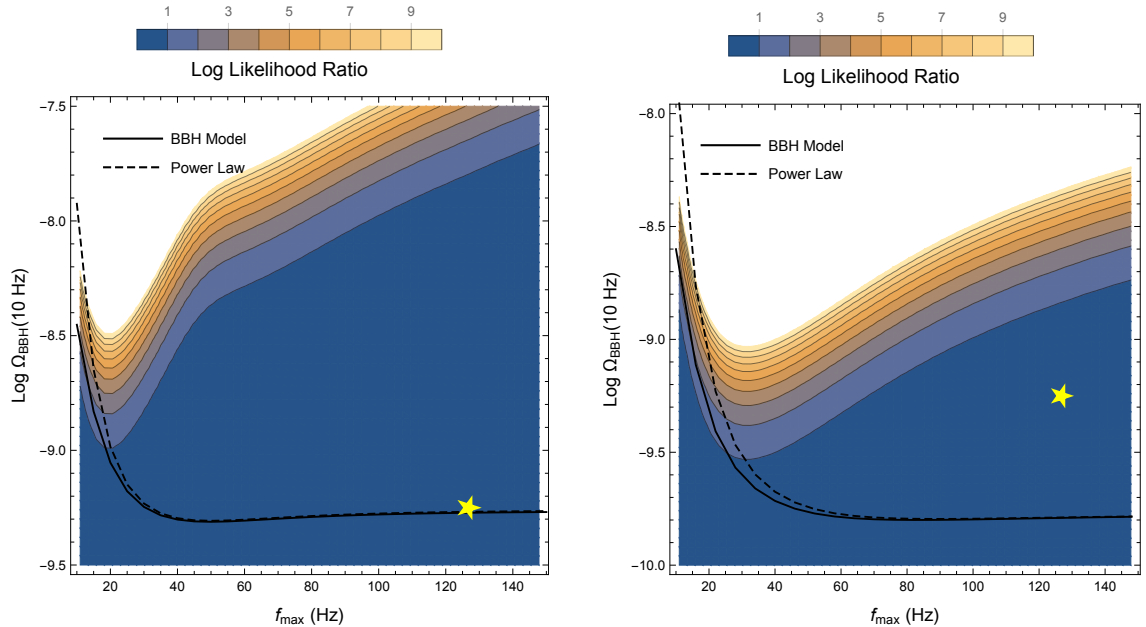 1 3 5 7 9
Log Likelihood Ratio
BBH Model
Power Law
-7.5
-8.0
-8.5
-9.0
-9.5
Log Ω_BBH(10 Hz)
20 40 60 80 100 120 140
f_max (Hz)
1 3 5 7 9
Log Likelihood Ratio
BBH Model
Power Law
-8.0
-8.5
-9.0
-9.5
-10.0
Log Ω_BBH(10 Hz)
20 40 60 80 100 120 140
f_max (Hz)